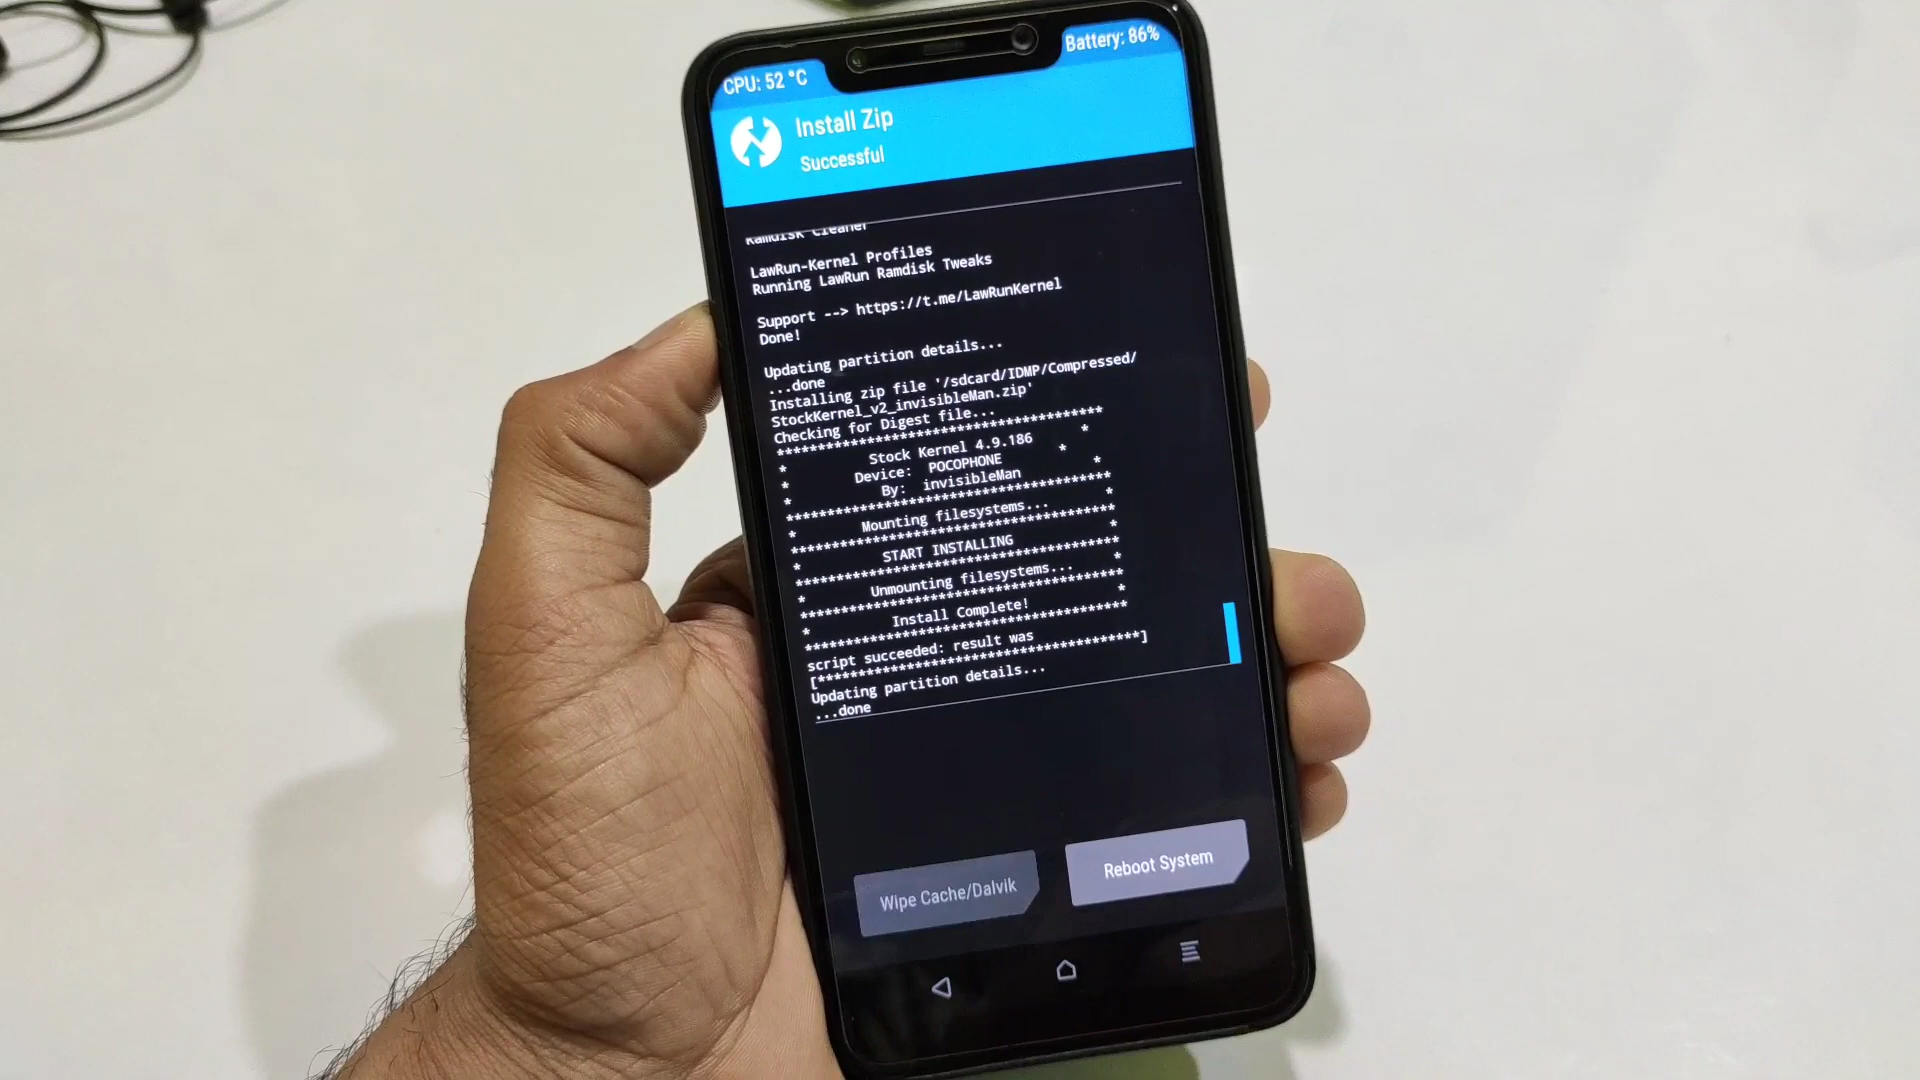 CPU: 52 °C
Battery: 86%
Install Zip
Successful
Ramdisk Cleaner
LawRun-Kernel Profiles
Running LawRun Ramdisk Tweaks
Support --> https://t.me/LawRunKernel
Done!
Updating partition details...
...done
Installing zip file '/sdcard/IDMP/Compressed/
StockKernel_v2_invisibleMan.zip'
Checking for Digest file...
****************************************
* Stock Kernel 4.9.186 *
* Device: POCOPHONE *
* By: invisibleMan *
****************************************
* Mounting filesystems... *
****************************************
* START INSTALLING *
****************************************
* Unmounting filesystems... *
****************************************
* Install Complete! *
****************************************
script succeeded: result was
[****************************************]
Updating partition details...
...done
Wipe Cache/Dalvik
Reboot System